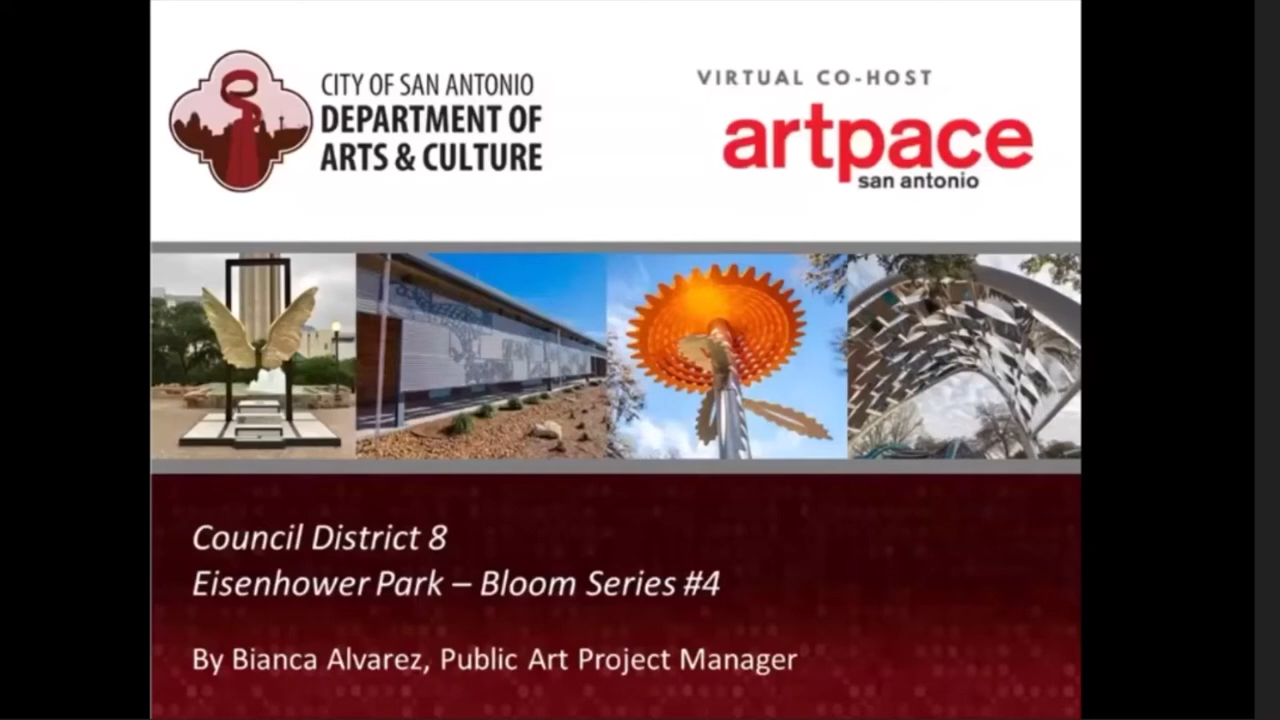 CITY OF SAN ANTONIO
DEPARTMENT OF
ARTS & CULTURE
VIRTUAL CO-HOST
artpace
san antonio
Council District 8
Eisenhower Park – Bloom Series #4
By Bianca Alvarez, Public Art Project Manager